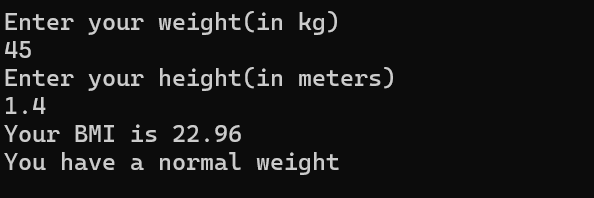 Enter your weight(in kg)
45
Enter your height(in meters)
1.4
Your BMI is 22.96
You have a normal weight